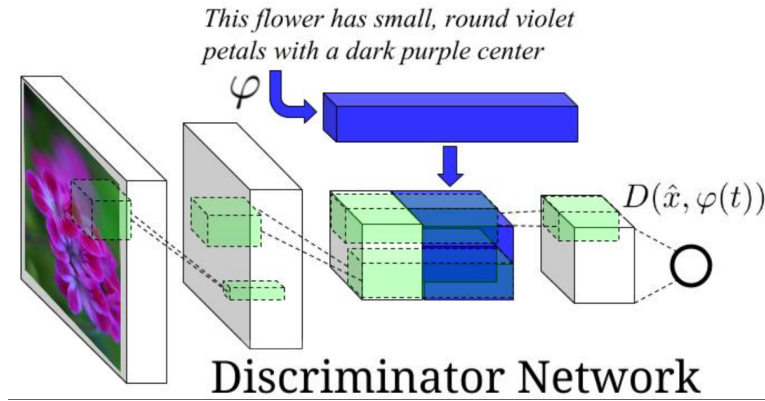 This flower has small, round violet
petals with a dark purple center
φ
D(x̂, φ(t))
Discriminator Network